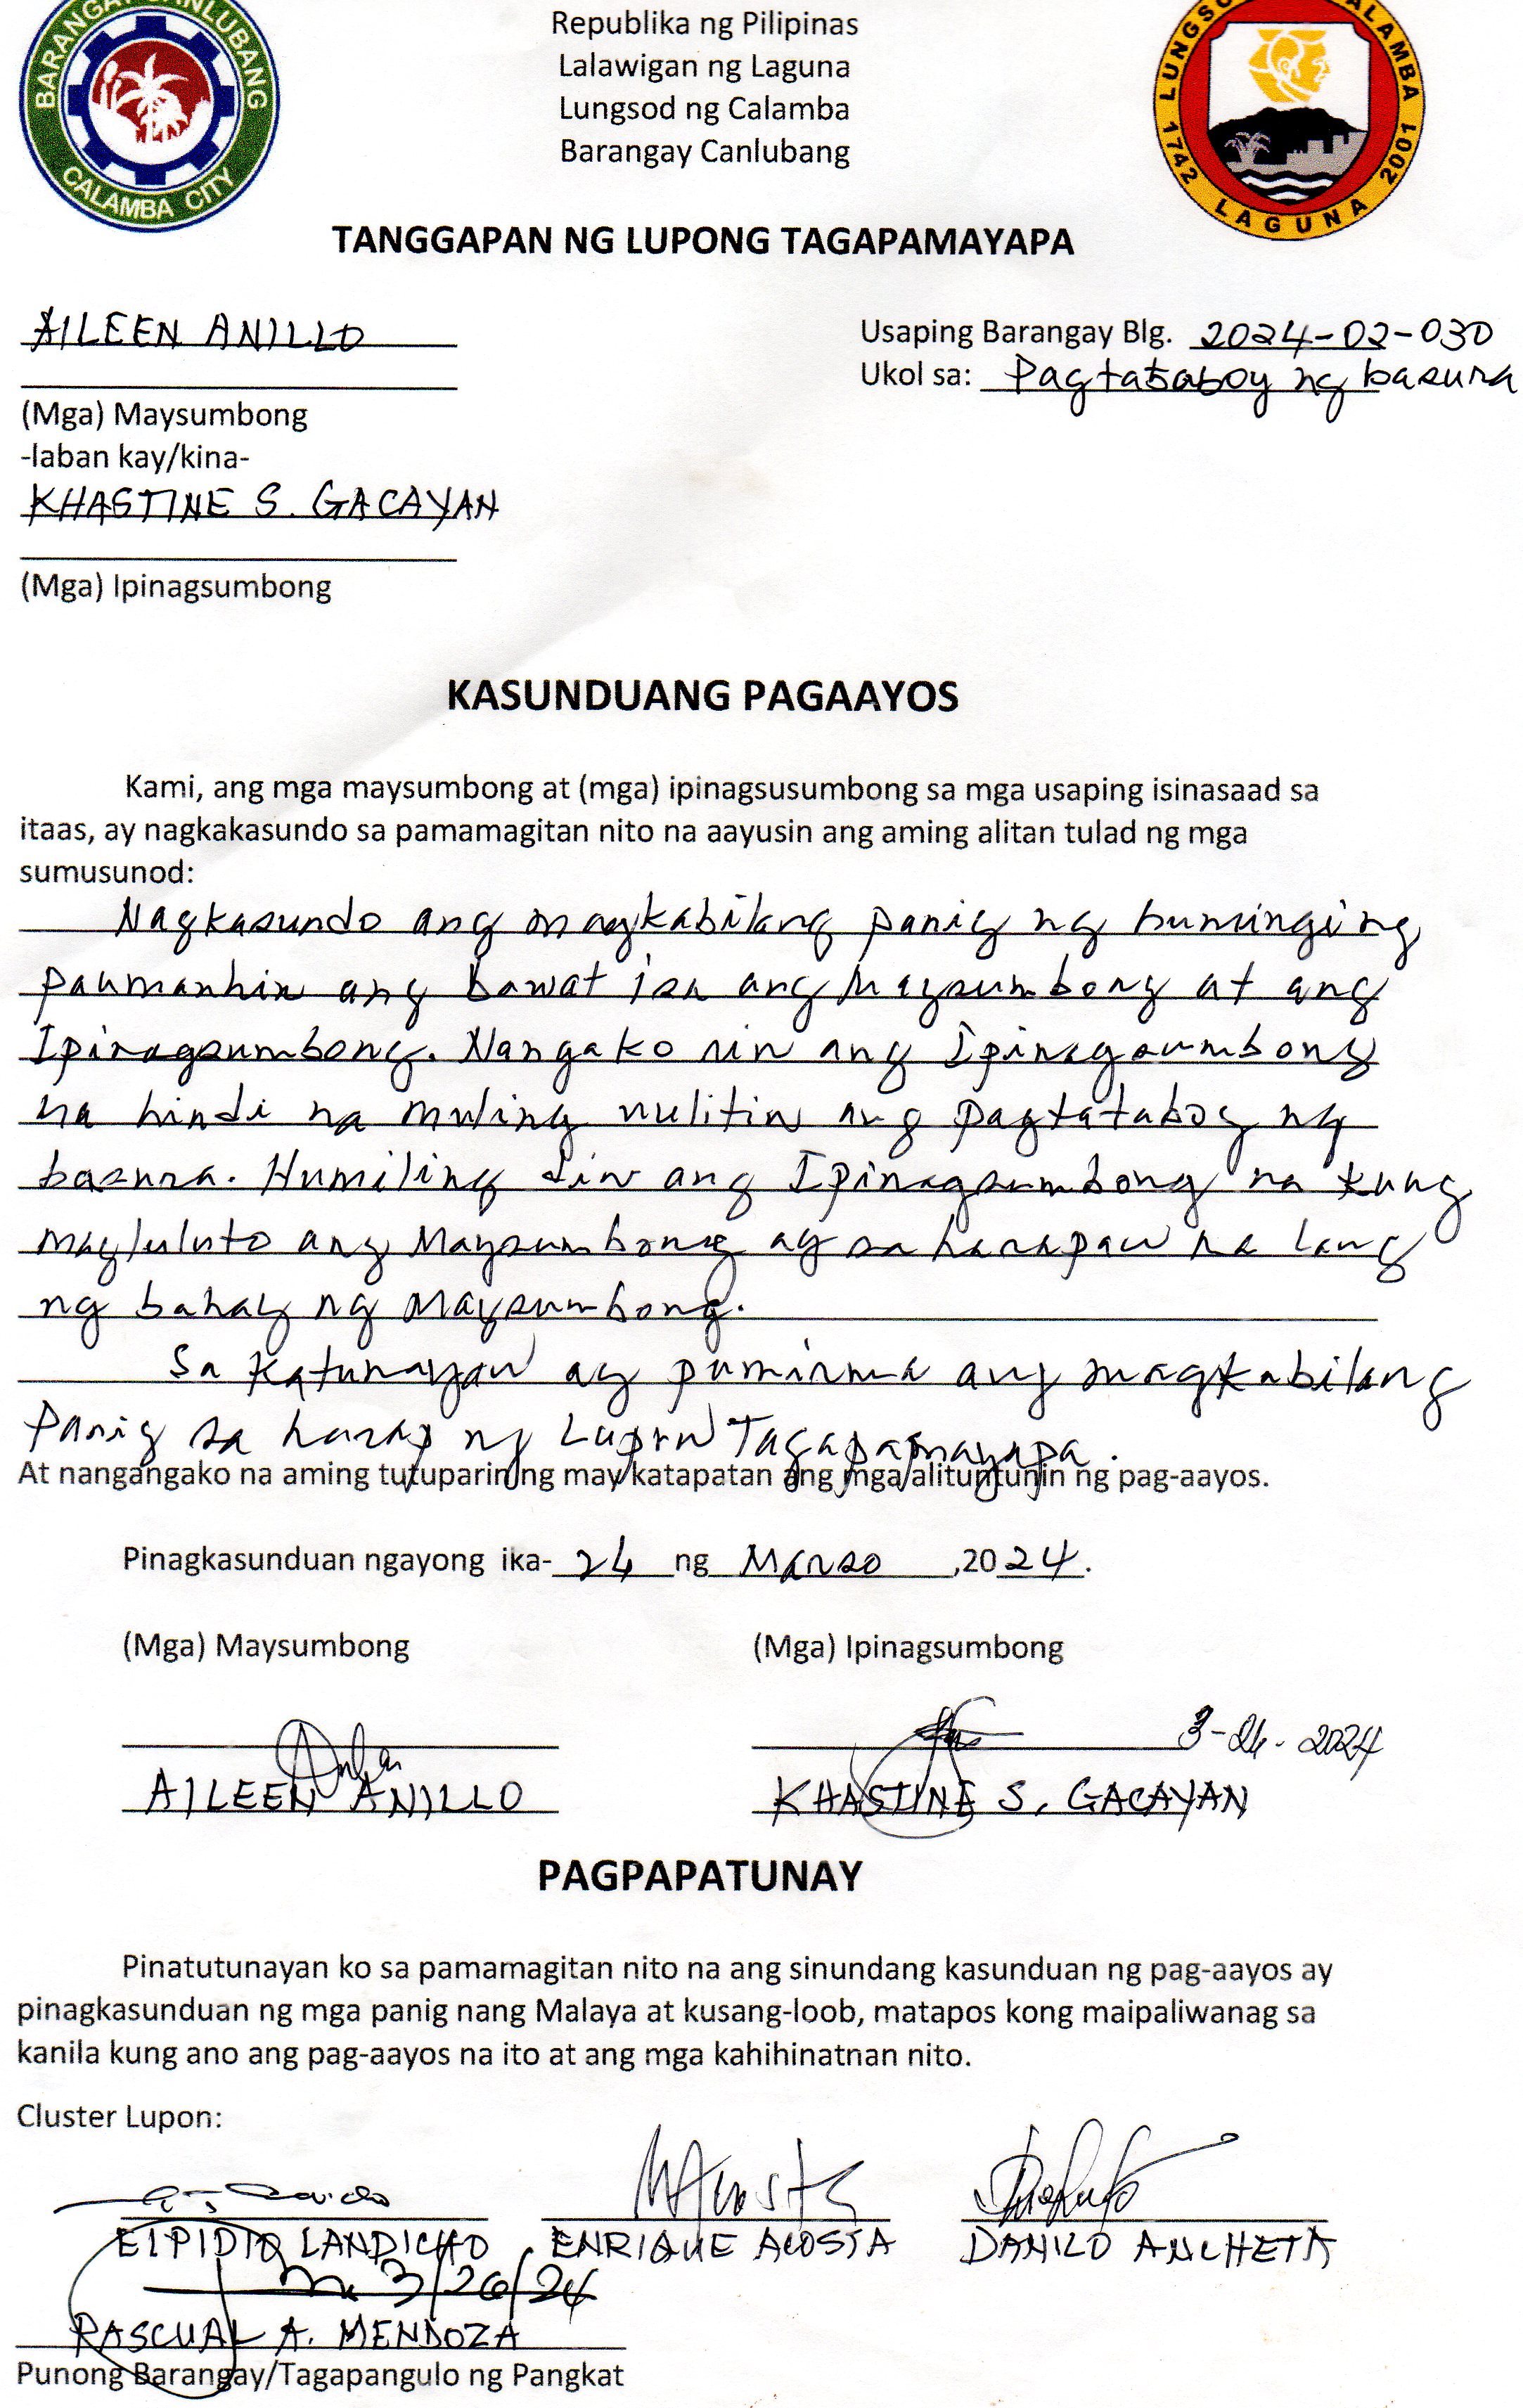 BARANGAY CANLUBANG
CALAMBA CITY
Republika ng Pilipinas
Lalawigan ng Laguna
Lungsod ng Calamba
Barangay Canlubang
LUNGSOD CALAMBA
1742 LAGUNA 2001
TANGGAPAN NG LUPONG TAGAPAMAYAPA
AILEEN ANILLO
Usaping Barangay Blg. 2024-02-030
Ukol sa: Pagtataboy ng basura
(Mga) Maysumbong
-laban kay/kina-
KHASTINE S. GACAYAN
(Mga) Ipinagsumbong
KASUNDUANG PAGAAYOS
Kami, ang mga maysumbong at (mga) ipinagsusumbong sa mga usaping isinasaad sa
itaas, ay nagkakasundo sa pamamagitan nito na aayusin ang aming alitan tulad ng mga
sumusunod:
Nagkasundo ang magkabilang panig ng humingi ng
paumanhin ang bawat isa ang Maysumbong at ang
Ipinagsumbong. Nangako rin ang Ipinagsumbong
na hindi na muling uulitin ang pagtataboy ng
basura. Humiling din ang Ipinagsumbong na kung
magluluto ang Maysumbong ay sa harapan na lang
ng bahay ng Maysumbong.
Sa katunayan ay pumirma ang magkabilang
Panig sa harap ng Lupon Tagapamayapa.
At nangangako na aming tutuparin ng may katapatan ang mga alituntunin ng pag-aayos.
Pinagkasunduan ngayong ika- 26 ng Marso ,20 24.
(Mga) Maysumbong (Mga) Ipinagsumbong
3-26-2024
AILEEN ANILLO KHASTINE S. GACAYAN
PAGPAPATUNAY
Pinatutunayan ko sa pamamagitan nito na ang sinundang kasunduan ng pag-aayos ay
pinagkasunduan ng mga panig nang Malaya at kusang-loob, matapos kong maipaliwanag sa
kanila kung ano ang pag-aayos na ito at ang mga kahihinatnan nito.
Cluster Lupon:
ELPIDIO LANDICHO ENRIQUE ACOSTA DANILO ANCHETA
3/26/24
PASCUAL A. MENDOZA
Punong Barangay/Tagapangulo ng Pangkat